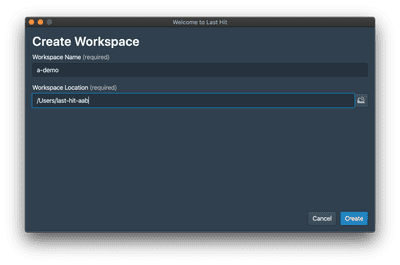 Welcome to Last Hit
Create Workspace
Workspace Name (required)
a-demo
Workspace Location (required)
/Users/last-hit-aab
Cancel
Create